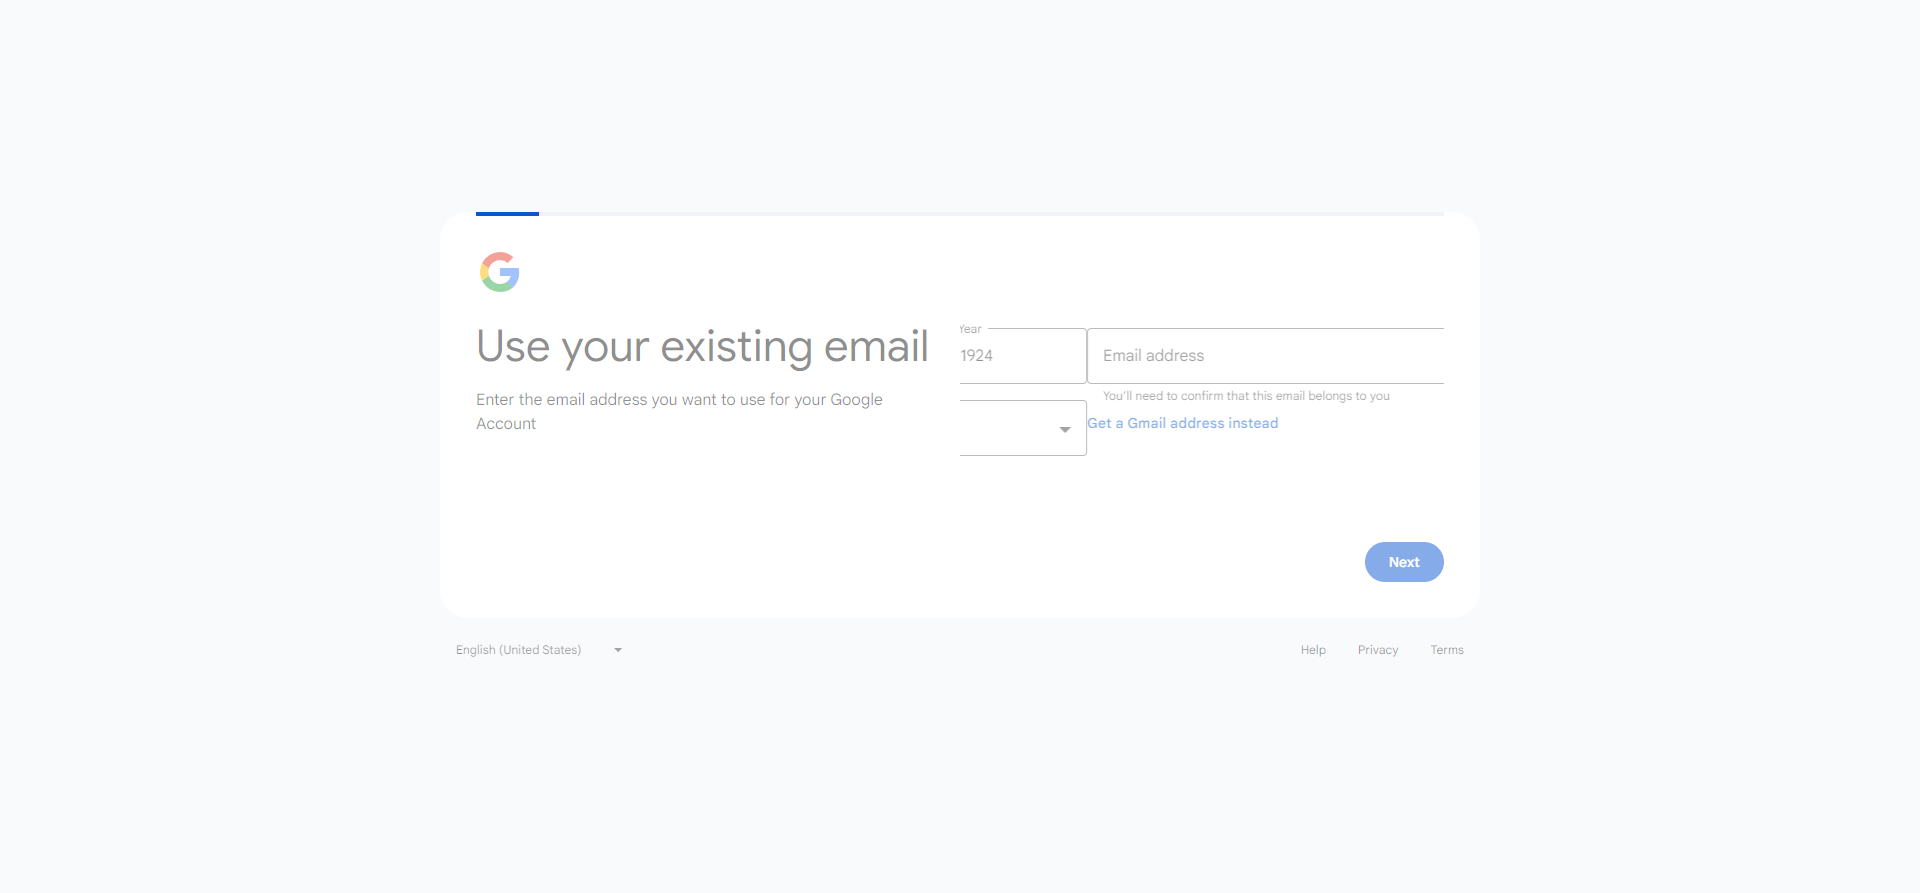 Use your existing email
Enter the email address you want to use for your Google
Account
Year
1924
Email address
You'll need to confirm that this email belongs to you
Get a Gmail address instead
Next
English (United States)
Help
Privacy
Terms